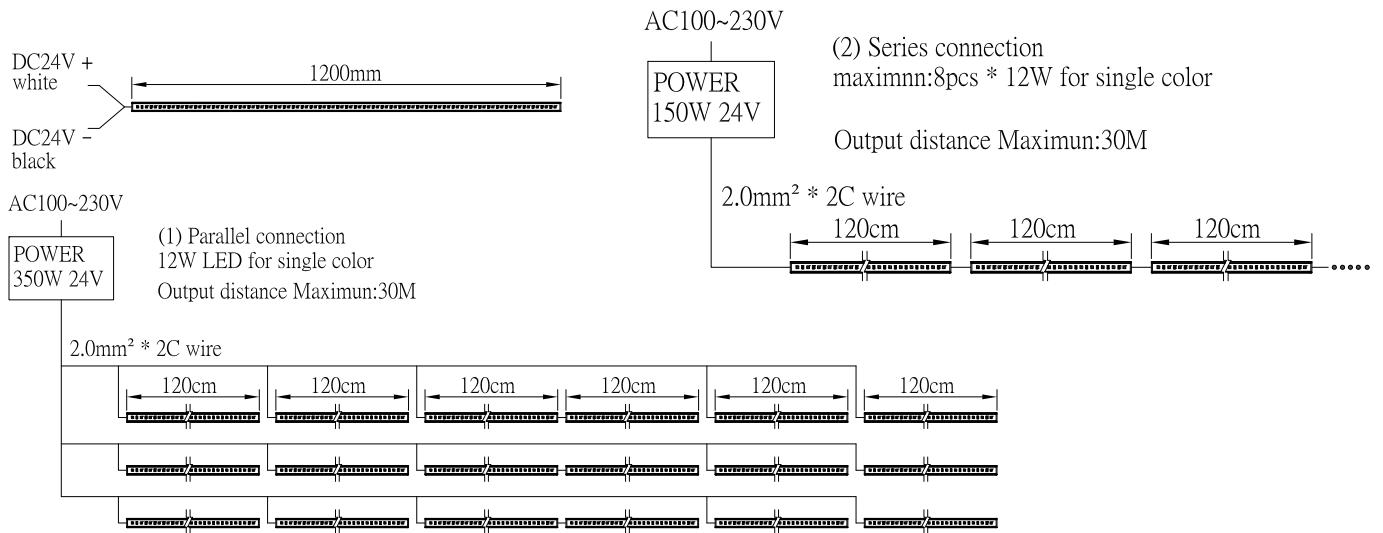 DC24V +
white
1200mm
DC24V -
black
AC100~230V
POWER
150W 24V
(2) Series connection
maximnn:8pcs * 12W for single color
Output distance Maximun:30M
2.0mm² * 2C wire
120cm
120cm
120cm
AC100~230V
POWER
350W 24V
(1) Parallel connection
12W LED for single color
Output distance Maximun:30M
2.0mm² * 2C wire
120cm
120cm
120cm
120cm
120cm
120cm